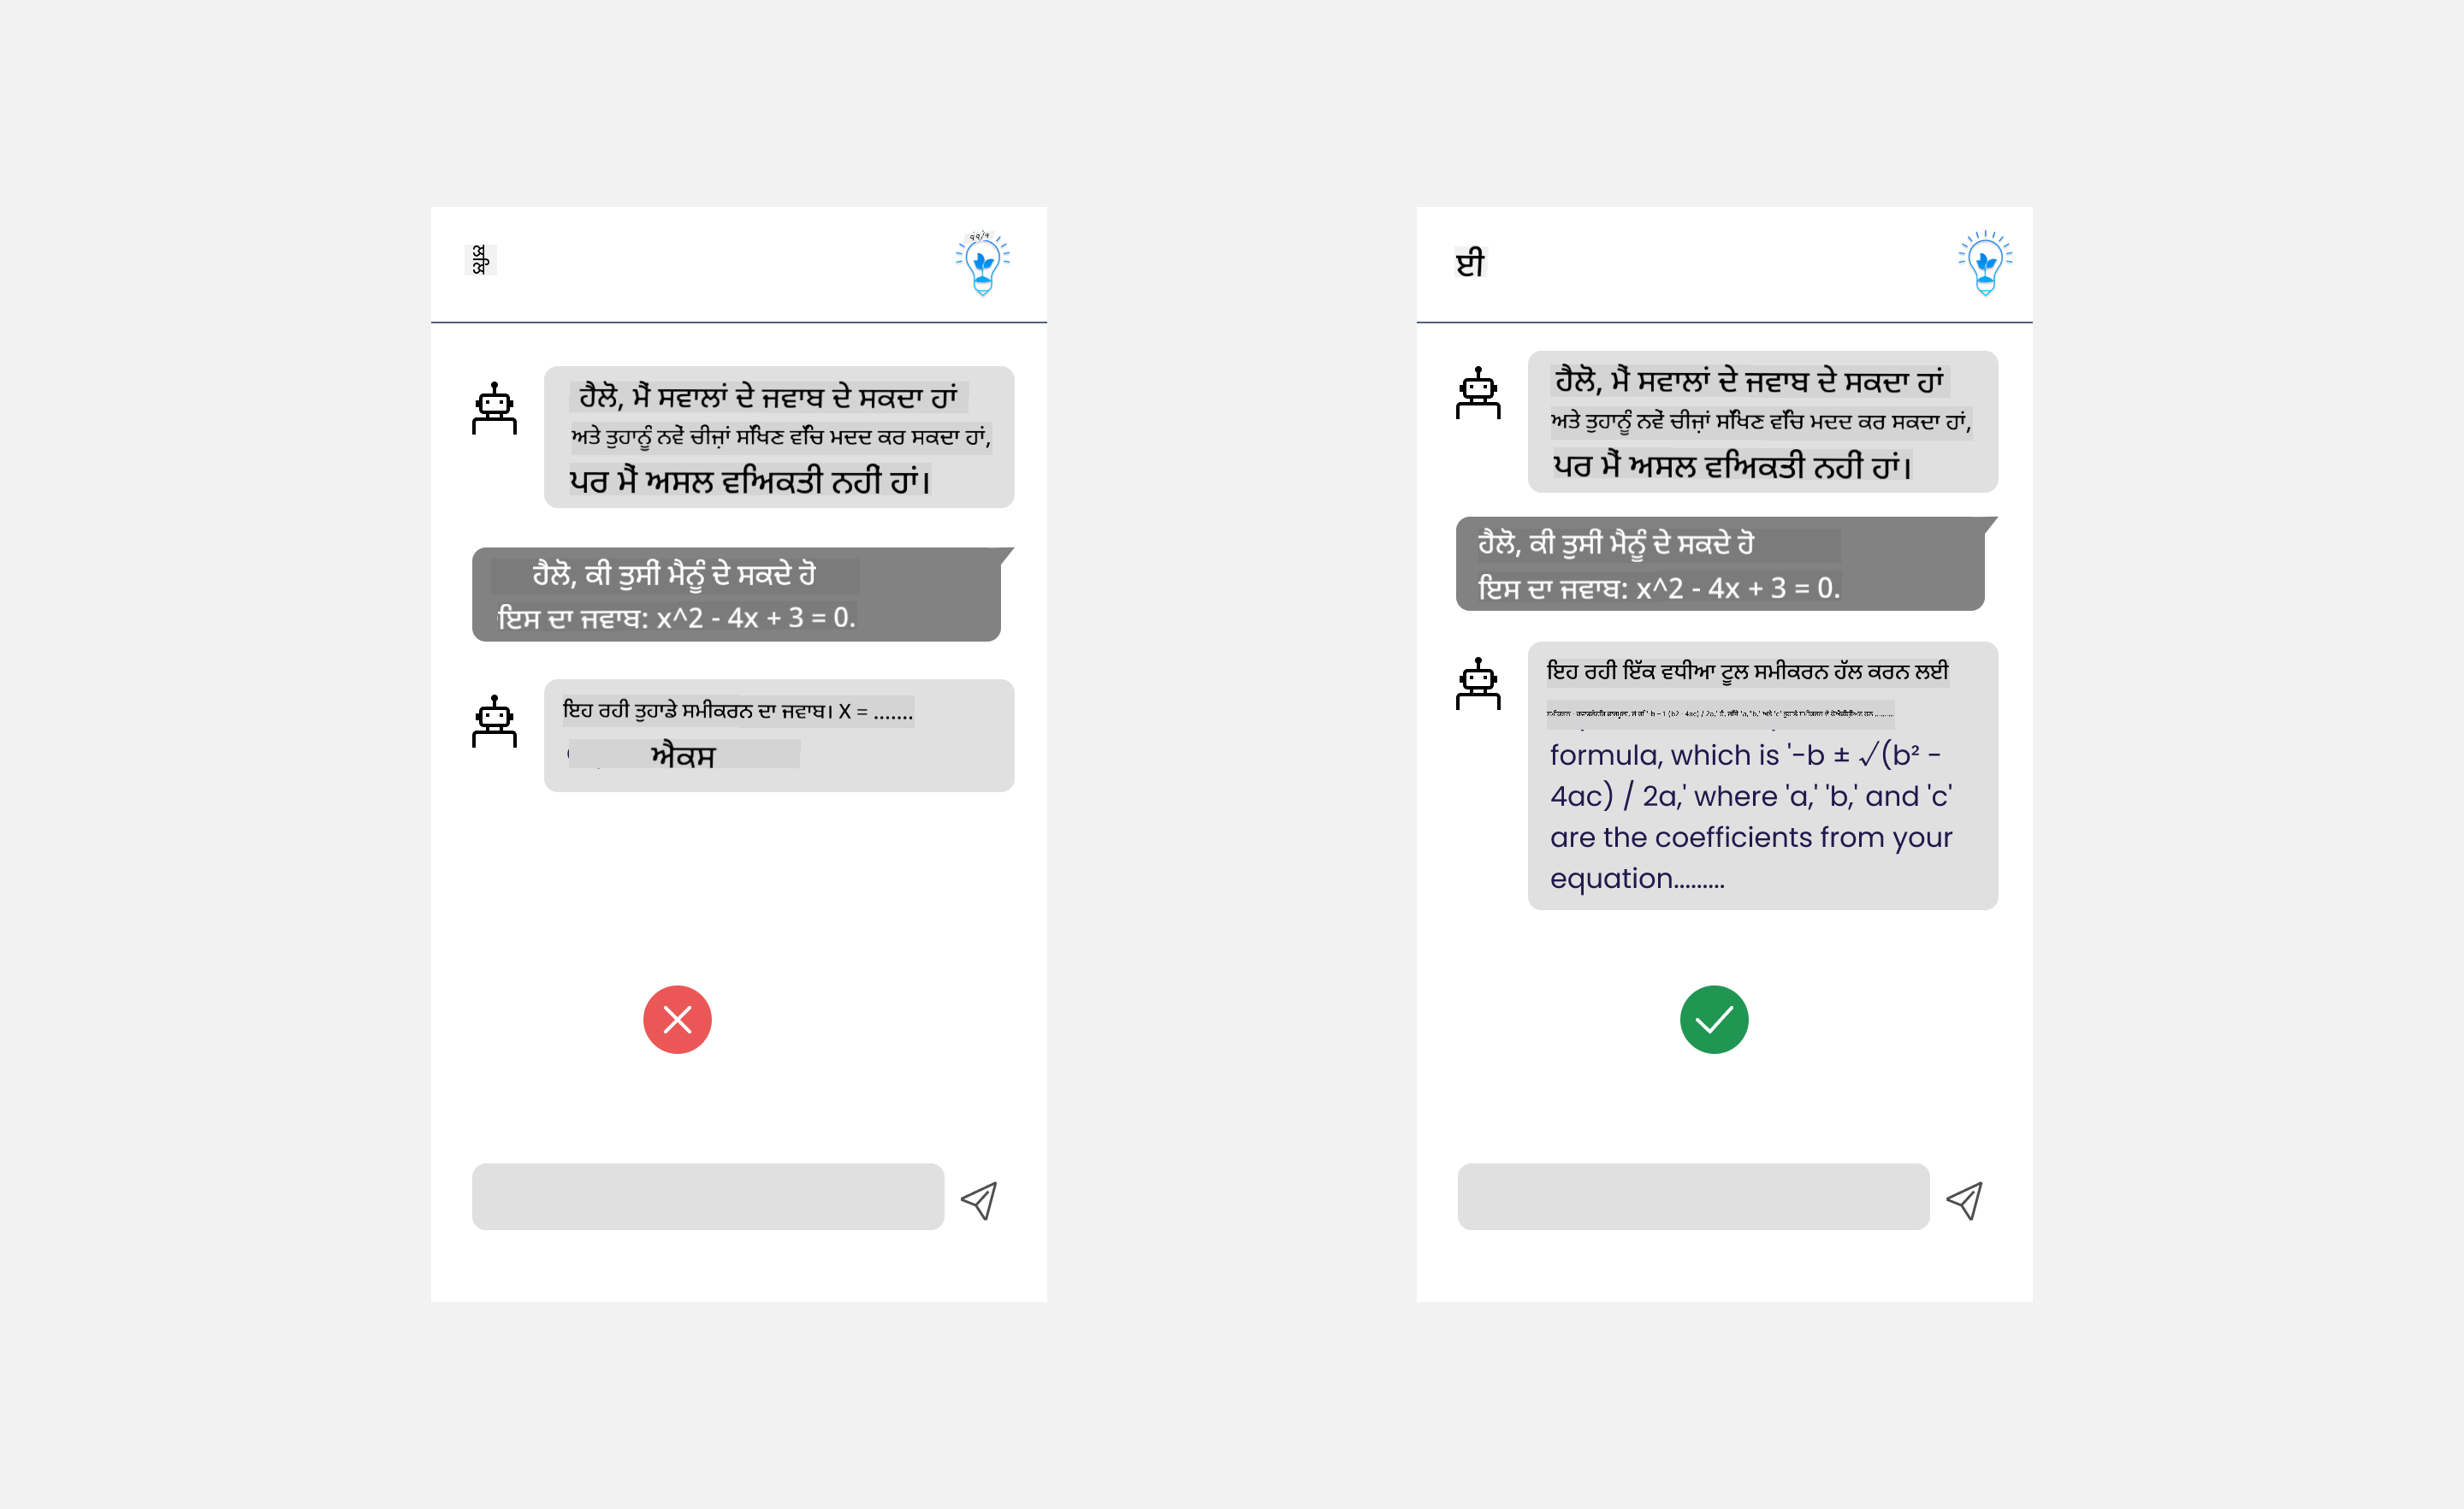 ਹੈਲੋ, ਮੈਂ ਸਵਾਲਾਂ ਦੇ ਜਵਾਬ ਦੇ ਸਕਦਾ ਹਾਂ
ਅਤੇ ਤੁਹਾਨੂੰ ਨਵੇਂ ਚੀਜ਼ਾਂ ਸਿੱਖਣ ਵਿੱਚ ਮਦਦ ਕਰ ਸਕਦਾ ਹਾਂ,
ਪਰ ਮੈਂ ਅਸਲ ਵਿਅਕਤੀ ਨਹੀਂ ਹਾਂ।
ਹੈਲੋ, ਕੀ ਤੁਸੀਂ ਮੈਨੂੰ ਦੇ ਸਕਦੇ ਹੋ
ਇਸ ਦਾ ਜਵਾਬ: x^2 - 4x + 3 = 0.
ਇਹ ਰਹੀ ਤੁਹਾਡੇ ਸਮੀਕਰਨ ਦਾ ਜਵਾਬ। X = .......
ਐਕਸ
ਈ
ਹੈਲੋ, ਮੈਂ ਸਵਾਲਾਂ ਦੇ ਜਵਾਬ ਦੇ ਸਕਦਾ ਹਾਂ
ਅਤੇ ਤੁਹਾਨੂੰ ਨਵੇਂ ਚੀਜ਼ਾਂ ਸਿੱਖਣ ਵਿੱਚ ਮਦਦ ਕਰ ਸਕਦਾ ਹਾਂ,
ਪਰ ਮੈਂ ਅਸਲ ਵਿਅਕਤੀ ਨਹੀਂ ਹਾਂ।
ਹੈਲੋ, ਕੀ ਤੁਸੀਂ ਮੈਨੂੰ ਦੇ ਸਕਦੇ ਹੋ
ਇਸ ਦਾ ਜਵਾਬ: x^2 - 4x + 3 = 0.
ਇਹ ਰਹੀ ਇੱਕ ਵਧੀਆ ਟੂਲ ਸਮੀਕਰਨ ਹੱਲ ਕਰਨ ਲਈ
formula, which is '-b ± √(b² -
4ac) / 2a,' where 'a,' 'b,' and 'c'
are the coefficients from your
equation.........